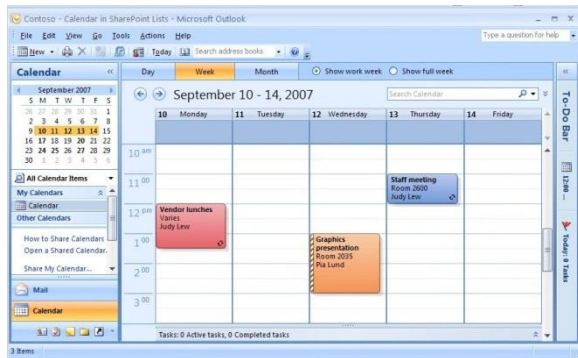 Contoso - Calendar in SharePoint Lists - Microsoft Outlook
File Edit View Go Tools Actions Help
Type a question for help
New Today Search address books
Calendar «
Day Week Month Show work week Show full week
September 2007
S M T W T F S
26 27 28 29 30 31 1
2 3 4 5 6 7 8
9 10 11 12 13 14 15
16 17 18 19 20 21 22
23 24 25 26 27 28 29
30 1 2 3 4 5 6
All Calendar Items
My Calendars
Calendar
Other Calendars
How to Share Calendars
Open a Shared Calendar.
Share My Calendar...
Mail
Calendar
3 Items
September 10 - 14, 2007
Search Calendar
10 Monday 11 Tuesday 12 Wednesday 13 Thursday 14 Friday
10 am
11 00
12 pm
1 00
2 00
3 00
Vendor lunches
Varies
Judy Lew
Graphics
presentation
Room 2035
Pia Lund
Staff meeting
Room 2600
Judy Lew
Tasks: 0 Active tasks, 0 Completed tasks
«
To-Do Bar
12:00 ...
Today: 0 Tasks